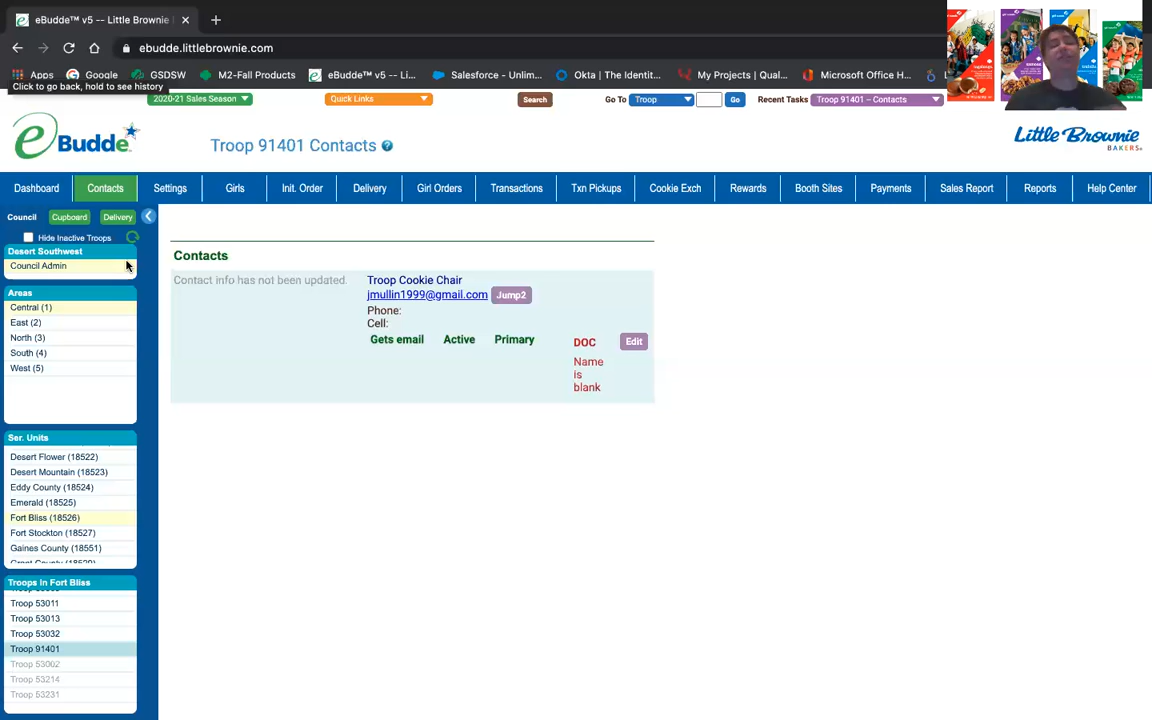 eBudde™ v5 -- Little Brownie
ebudde.littlebrownie.com
Apps Google GSDSW M2-Fall Products eBudde™ v5 -- Li... Salesforce - Unlim... Okta | The Identit... My Projects | Qual... Microsoft Office H...
Click to go back, hold to see history
2020-21 Sales Season Quick Links Search Go To Troop Go Recent Tasks Troop 91401 -- Contacts
eBudde
Troop 91401 Contacts ?
Little Brownie
BAKERS
Dashboard Contacts Settings Girls Init. Order Delivery Girl Orders Transactions Txn Pickups Cookie Exch Rewards Booth Sites Payments Sales Report Reports Help Center
Council Cupboard Delivery
Hide Inactive Troops
Desert Southwest
Council Admin
Areas
Central (1)
East (2)
North (3)
South (4)
West (5)
Ser. Units
Desert Flower (18522)
Desert Mountain (18523)
Eddy County (18524)
Emerald (18525)
Fort Bliss (18526)
Fort Stockton (18527)
Gaines County (18551)
Troops In Fort Bliss
Troop 53011
Troop 53013
Troop 53032
Troop 91401
Troop 53002
Troop 53214
Troop 53231
Contacts
Contact info has not been updated.
Troop Cookie Chair
jmullin1999@gmail.com Jump2
Phone:
Cell:
Gets email Active Primary DOC Edit
Name
is
blank